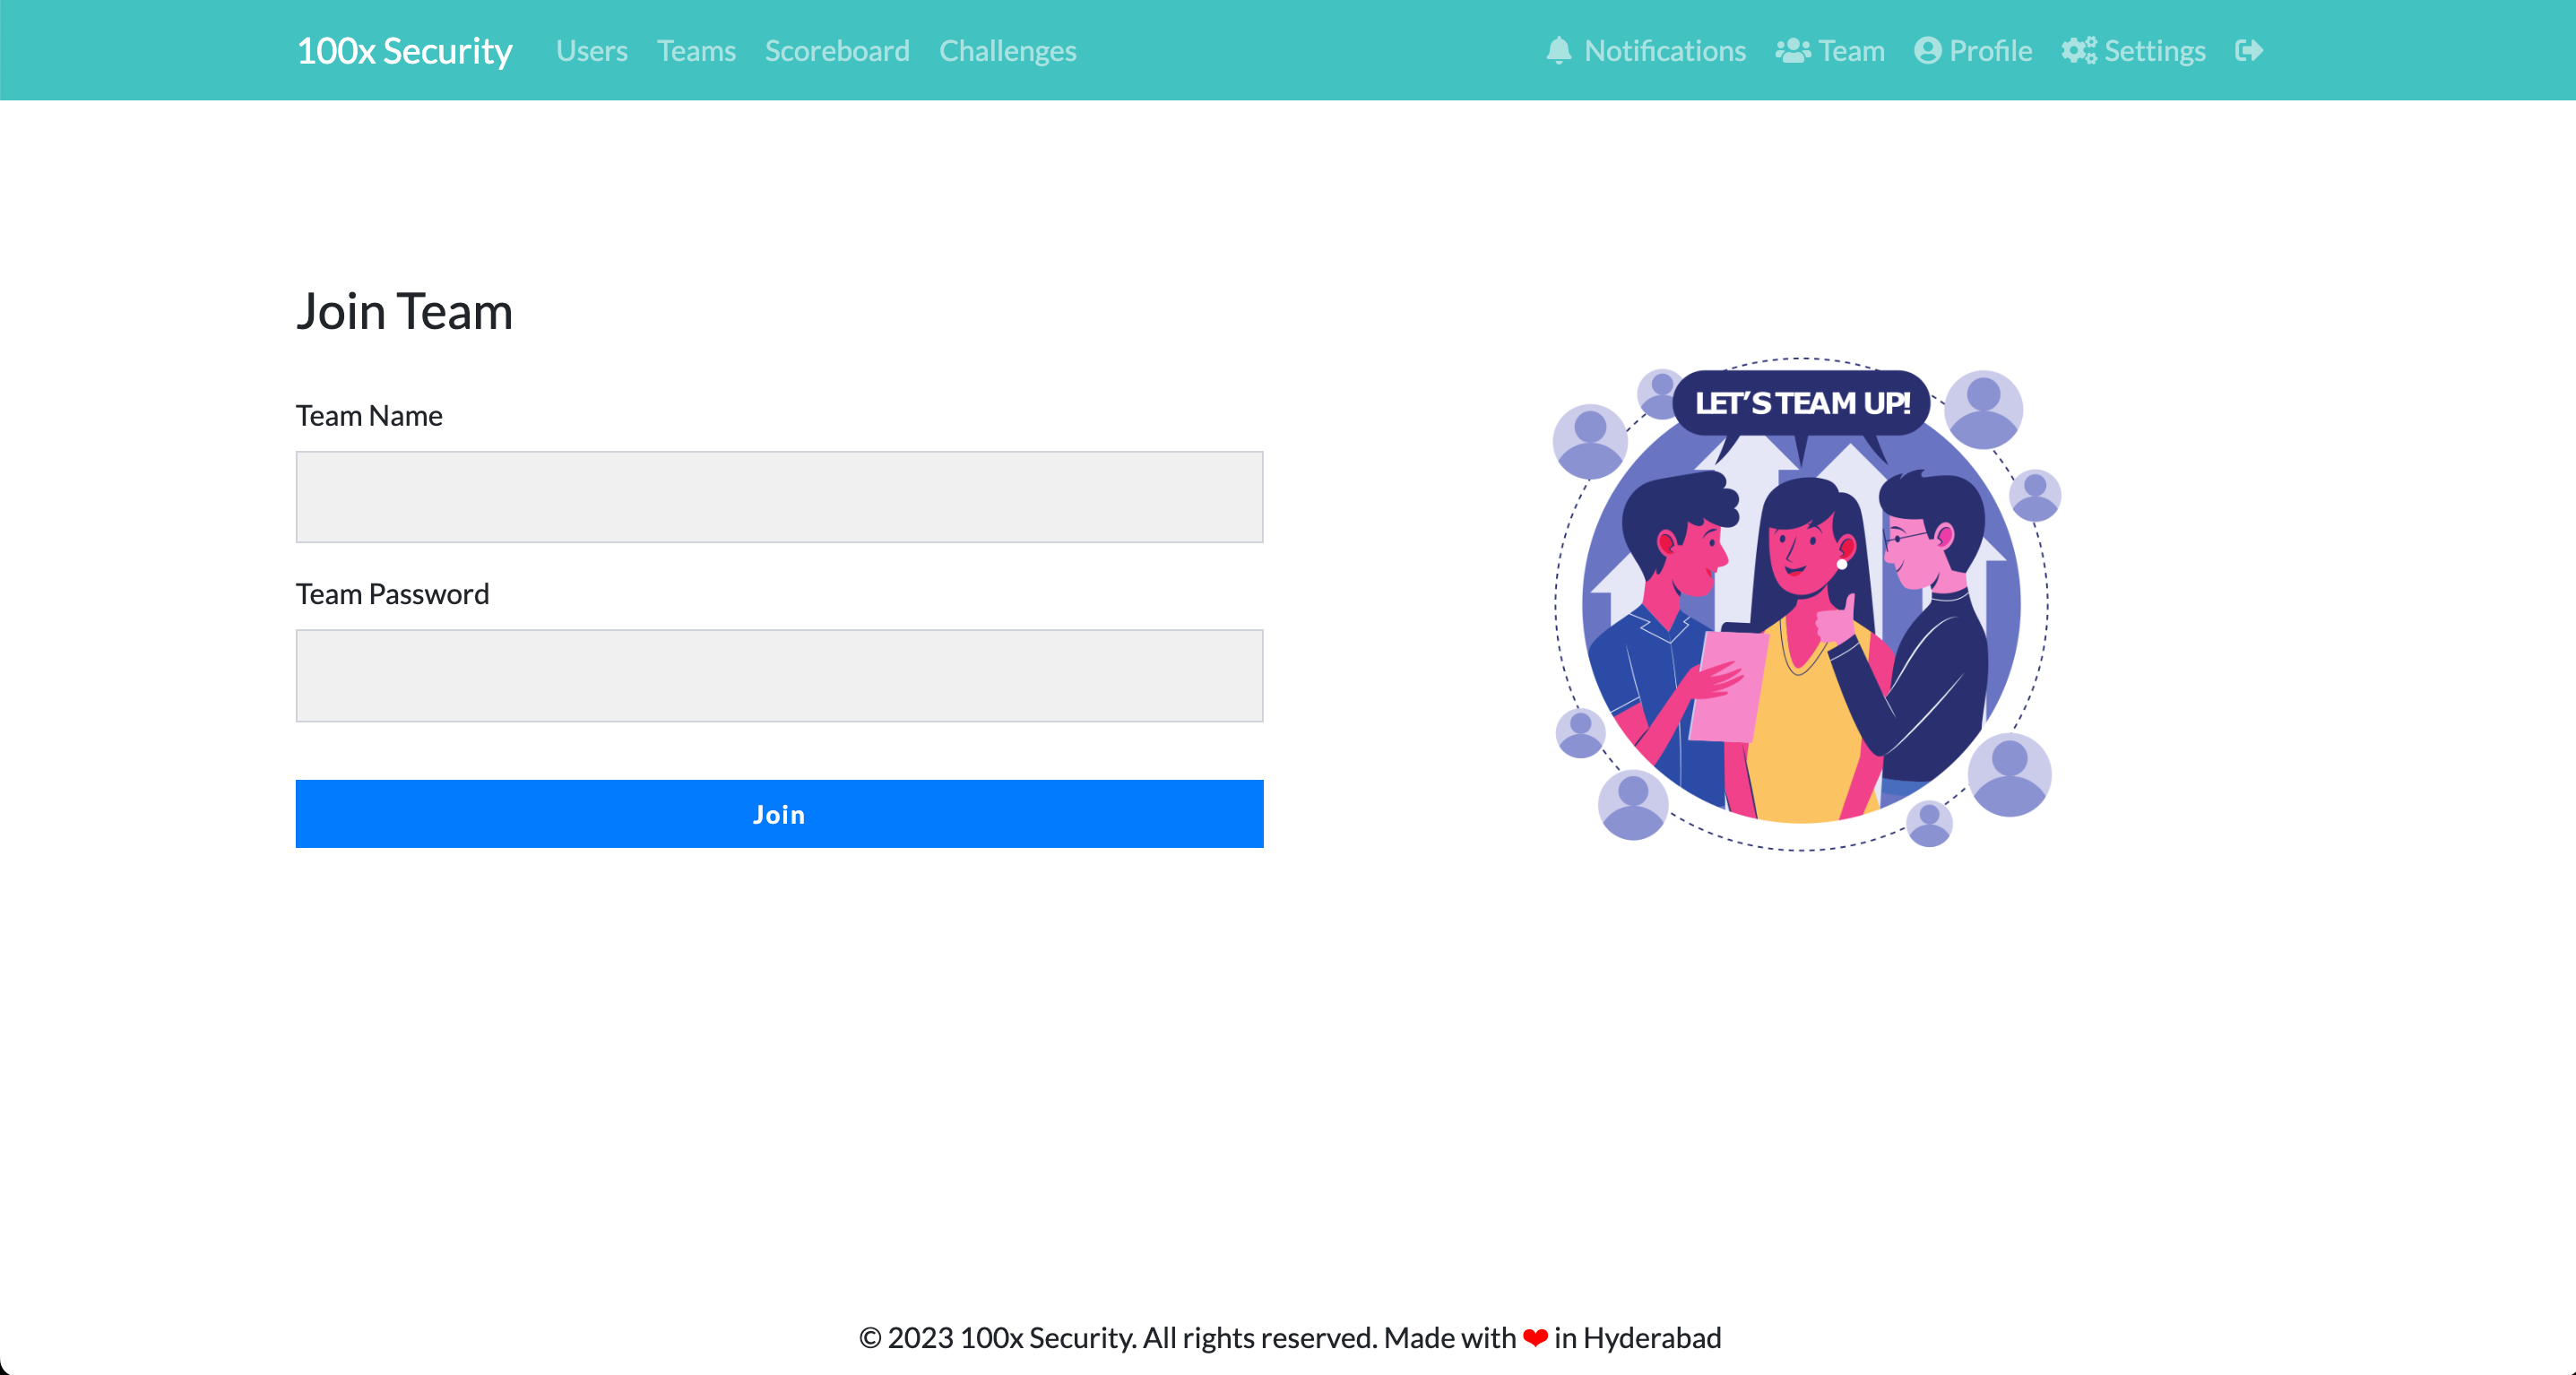 100x Security Users Teams Scoreboard Challenges Notifications Team Profile Settings
Join Team
Team Name
Team Password
Join
LET'S TEAM UP!
© 2023 100x Security. All rights reserved. Made with ❤ in Hyderabad